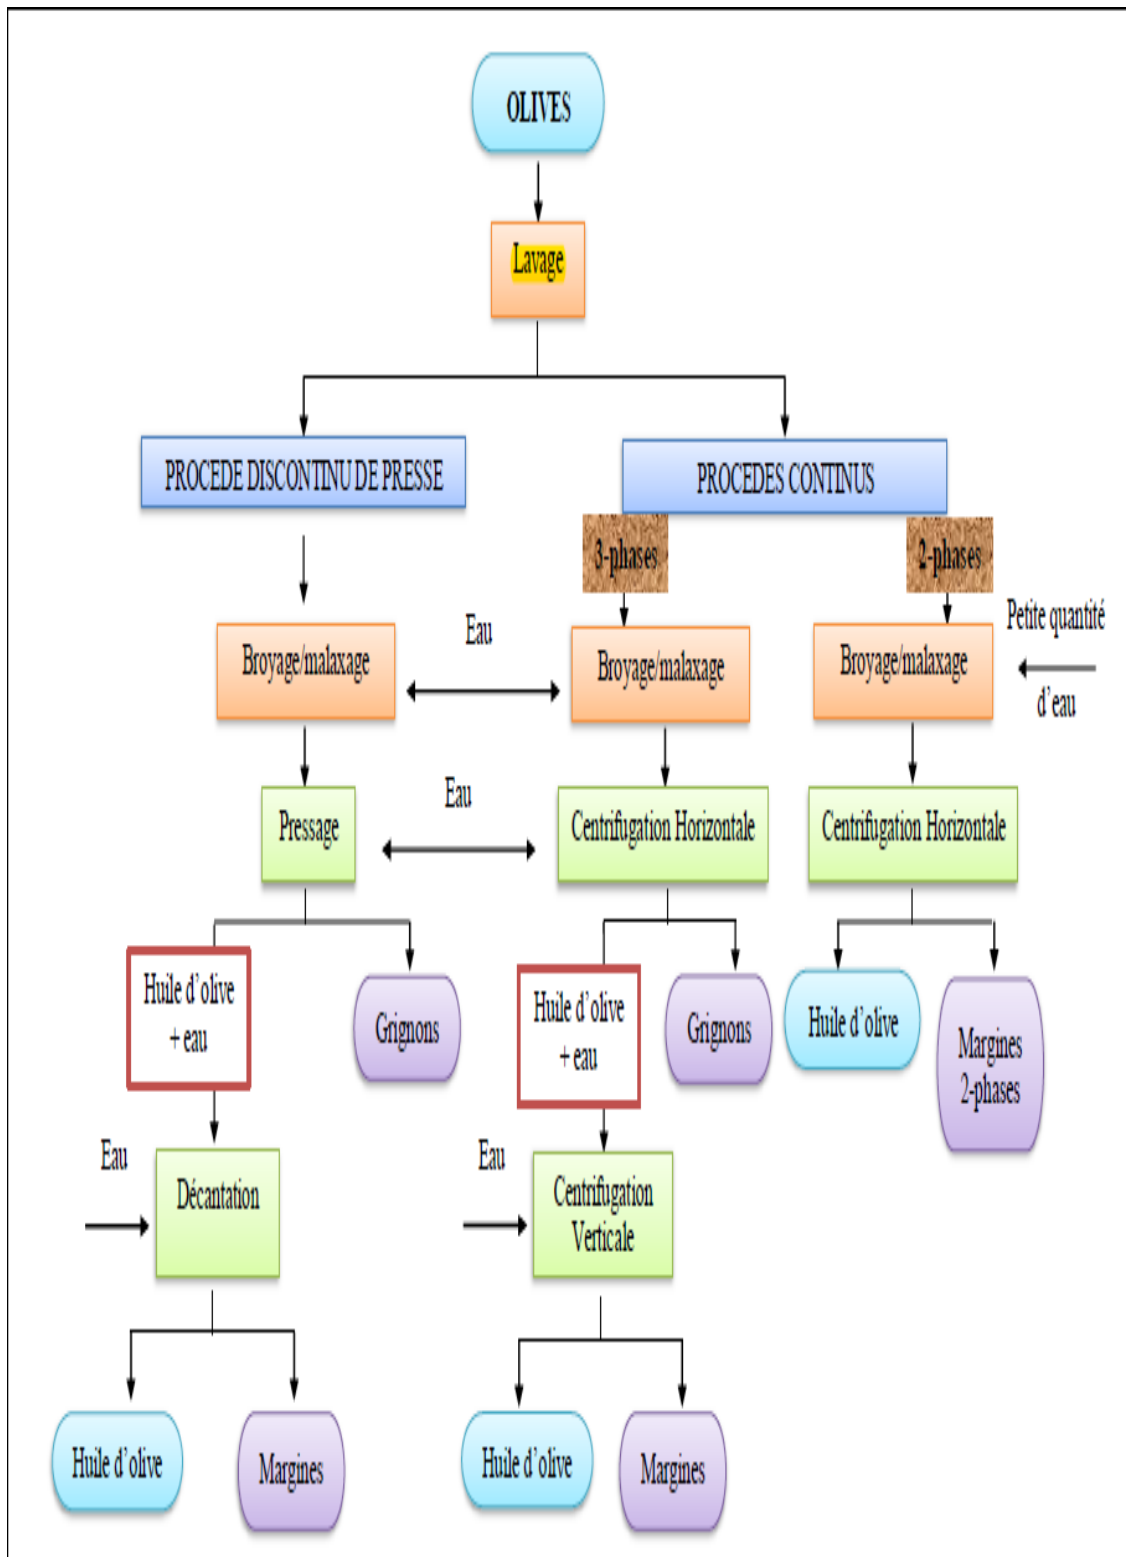 OLIVES
Lavage
PROCEDE DISCONTINU DE PRESSE
PROCEDES CONTINUS
3-phases
2-phases
Eau
Petite quantité
d’eau
Broyage/malaxage
Broyage/malaxage
Broyage/malaxage
Eau
Pressage
Centrifugation Horizontale
Centrifugation Horizontale
Huile d’olive
+ eau
Grignons
Huile d’olive
+ eau
Grignons
Huile d’olive
Margines
2-phases
Eau
Décantation
Eau
Centrifugation
Verticale
Huile d’olive
Margines
Huile d’olive
Margines